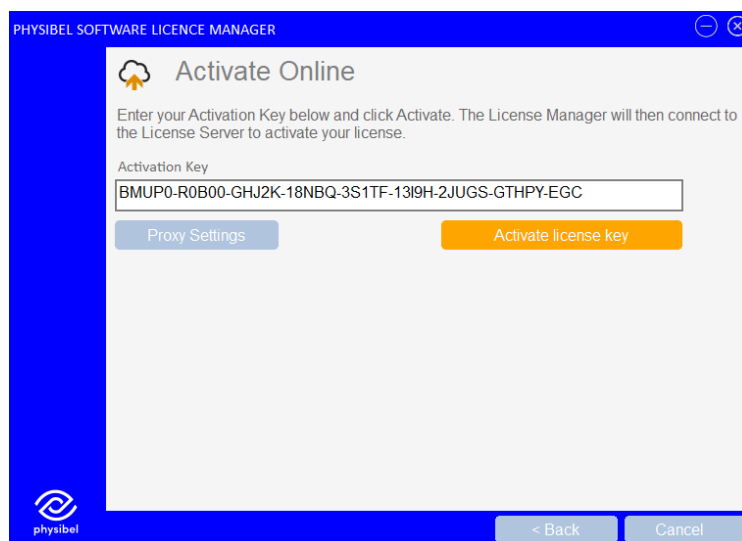 PHYSIBEL SOFTWARE LICENCE MANAGER
Activate Online
Enter your Activation Key below and click Activate. The License Manager will then connect to
the License Server to activate your license.
Activation Key
BMUP0-R0B00-GHJ2K-18NBQ-3S1TF-13I9H-2JUGS-GTHPY-EGC
Proxy Settings
Activate license key
physibel
< Back
Cancel